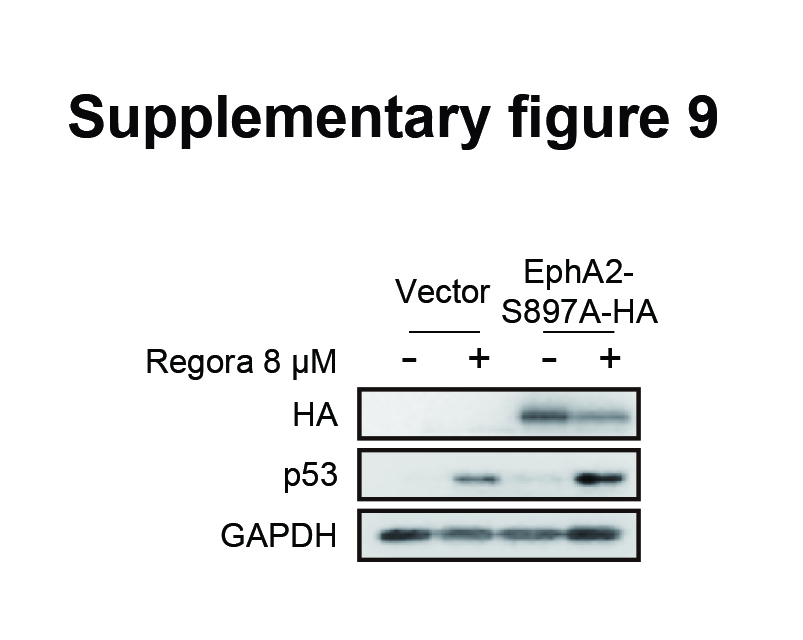 Supplementary figure 9
Vector
EphA2-
S897A-HA
Regora 8 µM - + - +
HA
p53
GAPDH